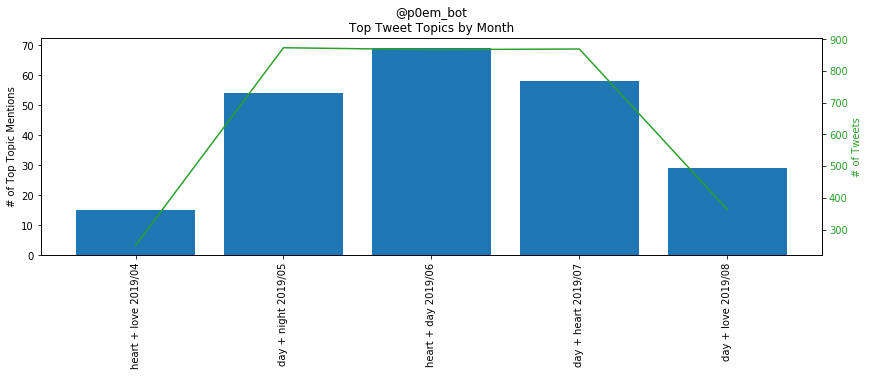 @p0em_bot
Top Tweet Topics by Month
# of Top Topic Mentions
70
60
50
40
30
20
10
0
900
800
700
600
500
400
300
# of Tweets
heart + love 2019/04
day + night 2019/05
heart + day 2019/06
day + heart 2019/07
day + love 2019/08